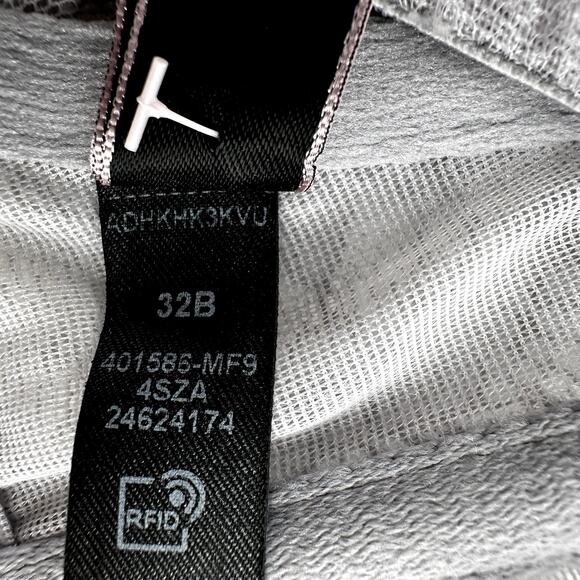 ADHKHK3KVU
32B
401586-MF9
4SZA
24624174
RFID